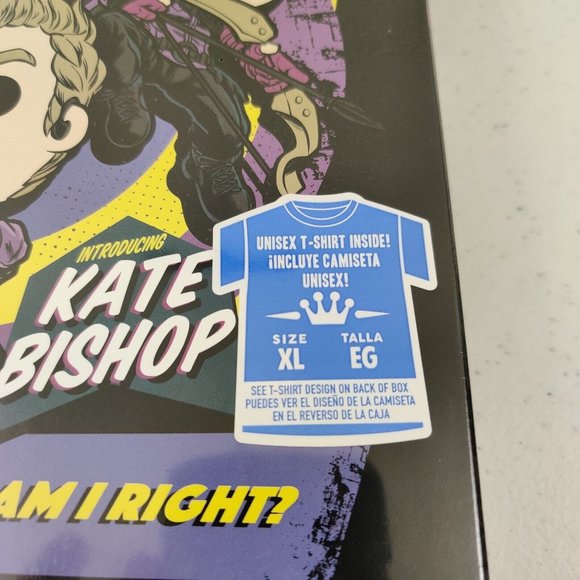 INTRODUCING
KATE
BISHOP
UNISEX T-SHIRT INSIDE!
¡INCLUYE CAMISETA
UNISEX!
SIZE TALLA
XL EG
SEE T-SHIRT DESIGN ON BACK OF BOX
PUEDES VER EL DISEÑO DE LA CAMISETA
EN EL REVERSO DE LA CAJA
AM I RIGHT?